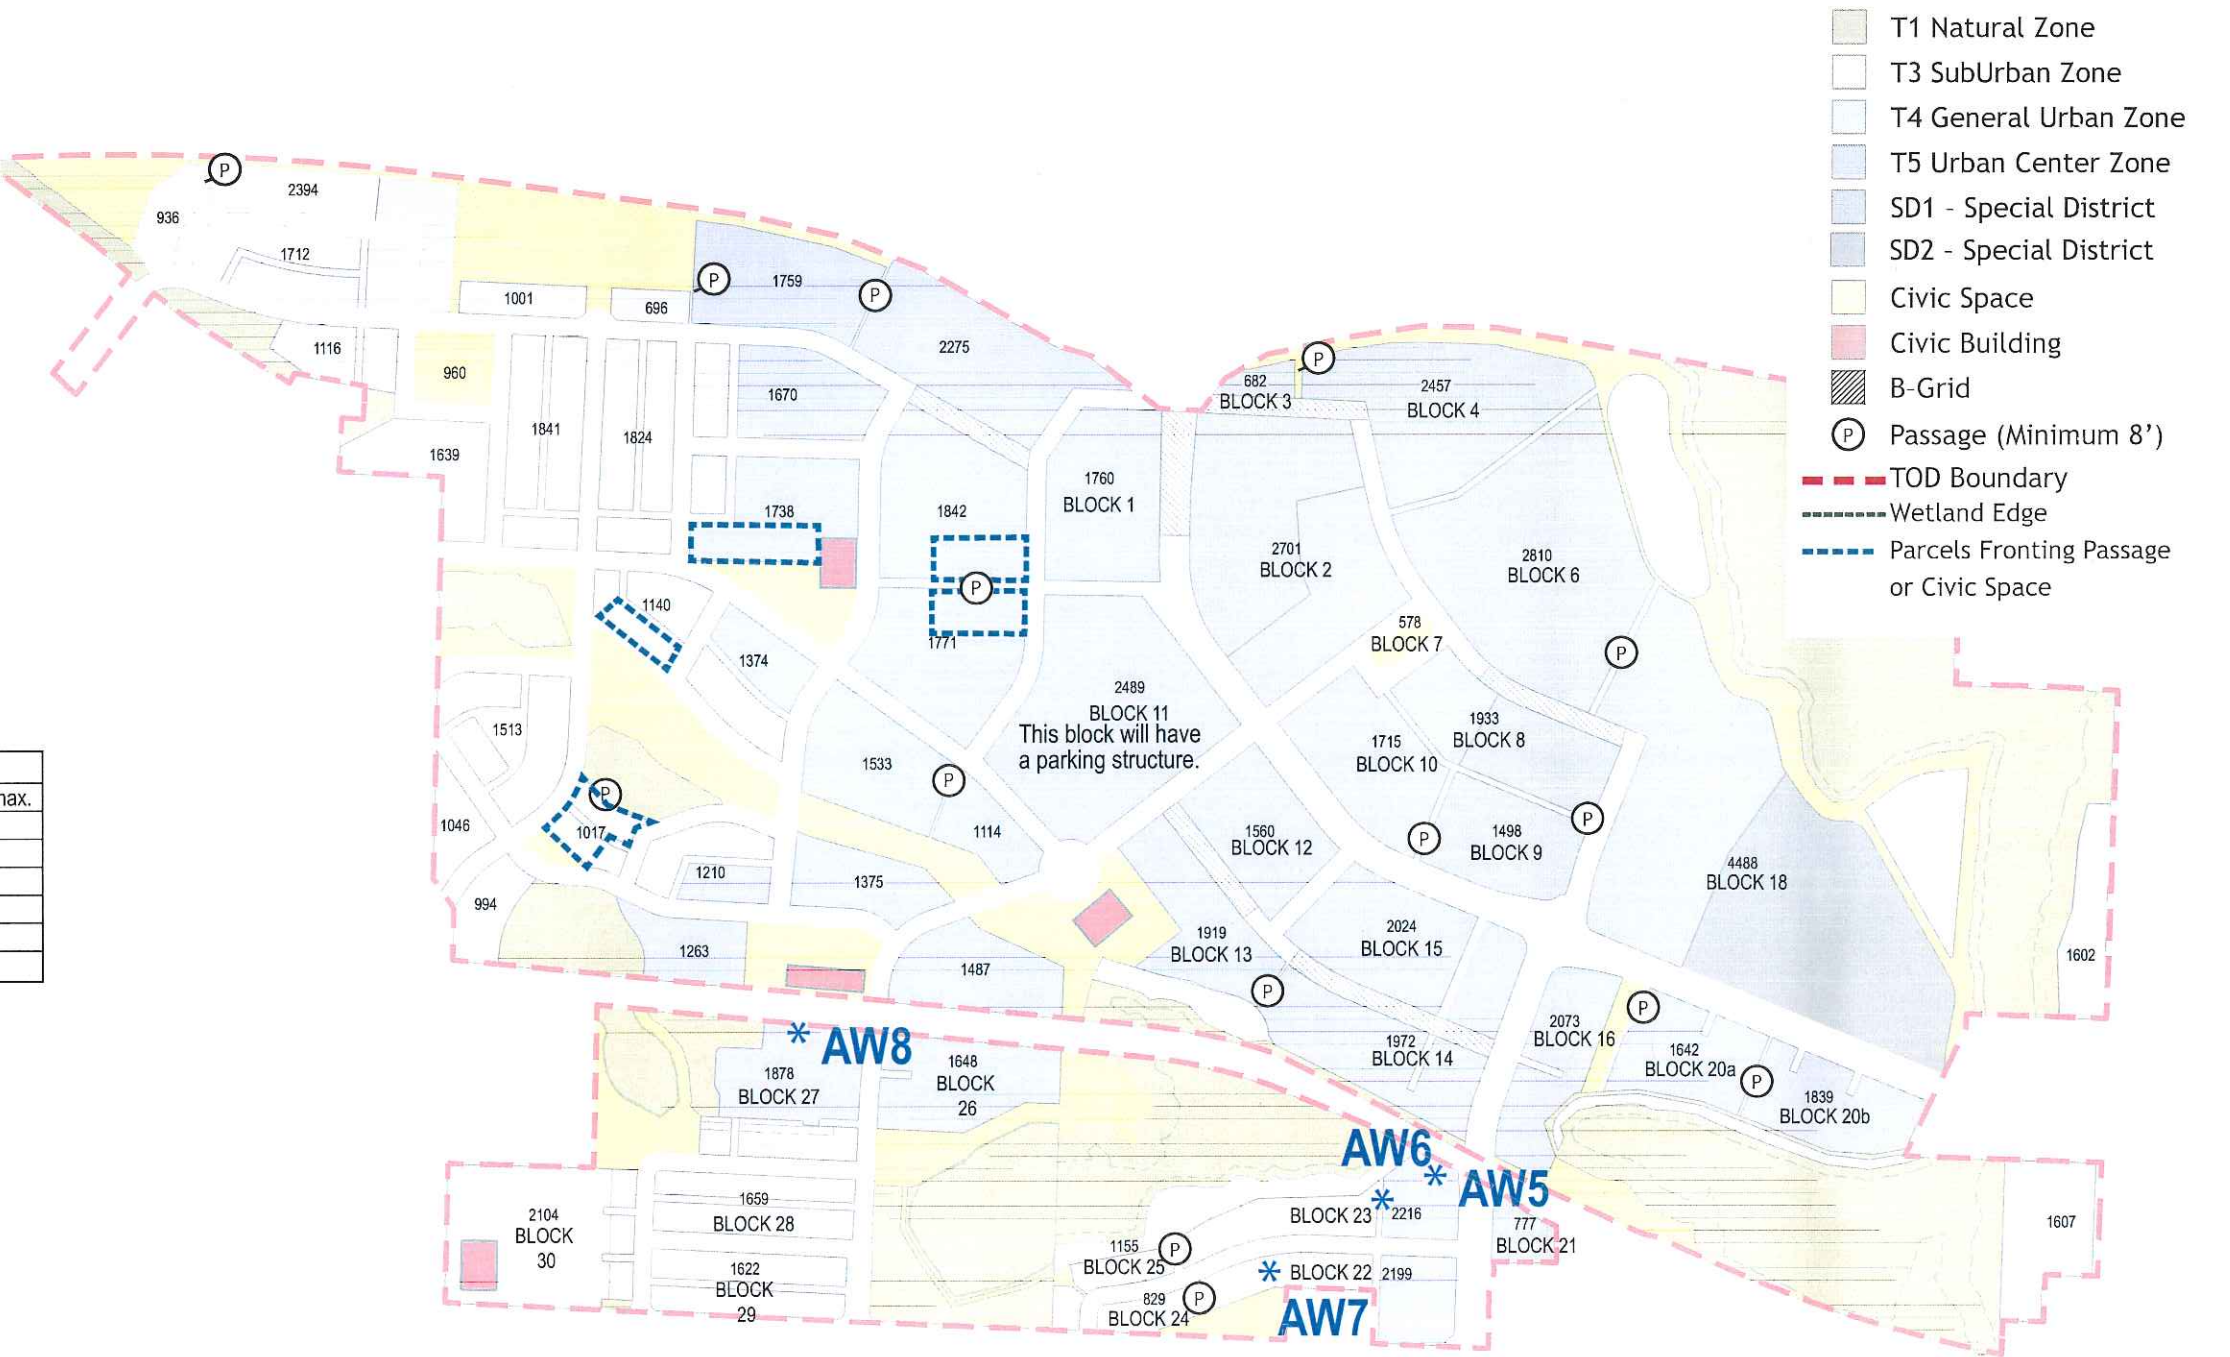 T1 Natural Zone
T3 SubUrban Zone
T4 General Urban Zone
T5 Urban Center Zone
SD1 - Special District
SD2 - Special District
Civic Space
Civic Building
B-Grid
P Passage (Minimum 8')
TOD Boundary
Wetland Edge
Parcels Fronting Passage
or Civic Space
P
2394
936
1712
1001
696
P
1759
P
2275
1116
960
1670
1841
1824
1639
1738
1842
1760
BLOCK 1
682
BLOCK 3
P
2457
BLOCK 4
2701
BLOCK 2
2810
BLOCK 6
P
1771
1140
1374
578
BLOCK 7
P
2489
BLOCK 11
This block will have
a parking structure.
1513
1533
P
1933
BLOCK 8
1715
BLOCK 10
P
1017
1046
1114
1560
BLOCK 12
P
1498
BLOCK 9
P
4488
BLOCK 18
1210
1375
994
1263
1487
1919
BLOCK 13
P
2024
BLOCK 15
1602
max.
AW8
1878
BLOCK 27
1648
BLOCK
26
1972
BLOCK 14
2073
BLOCK 16
P
1642
BLOCK 20a
P
1839
BLOCK 20b
AW6
AW5
1659
BLOCK 28
2104
BLOCK
30
BLOCK 23
2216
777
BLOCK 21
1607
1155
BLOCK 25
P
1622
BLOCK
29
BLOCK 22
2199
829
BLOCK 24
P
AW7